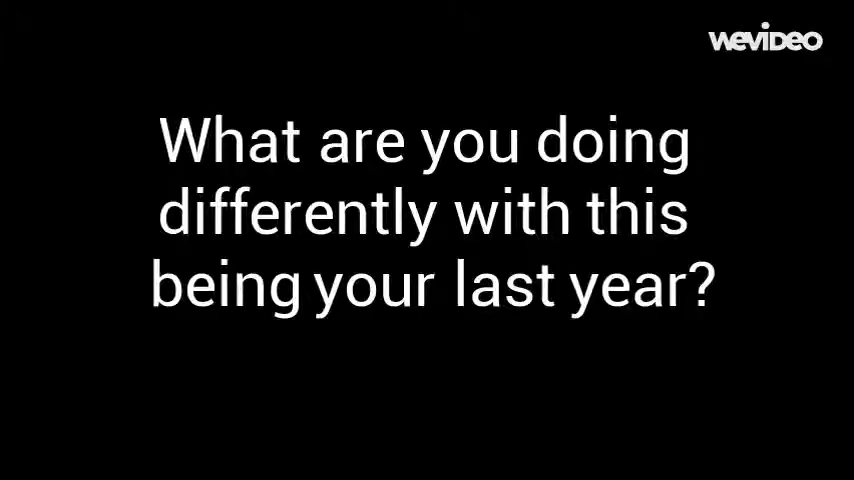 WEVIDEO
What are you doing
differently with this
being your last year?